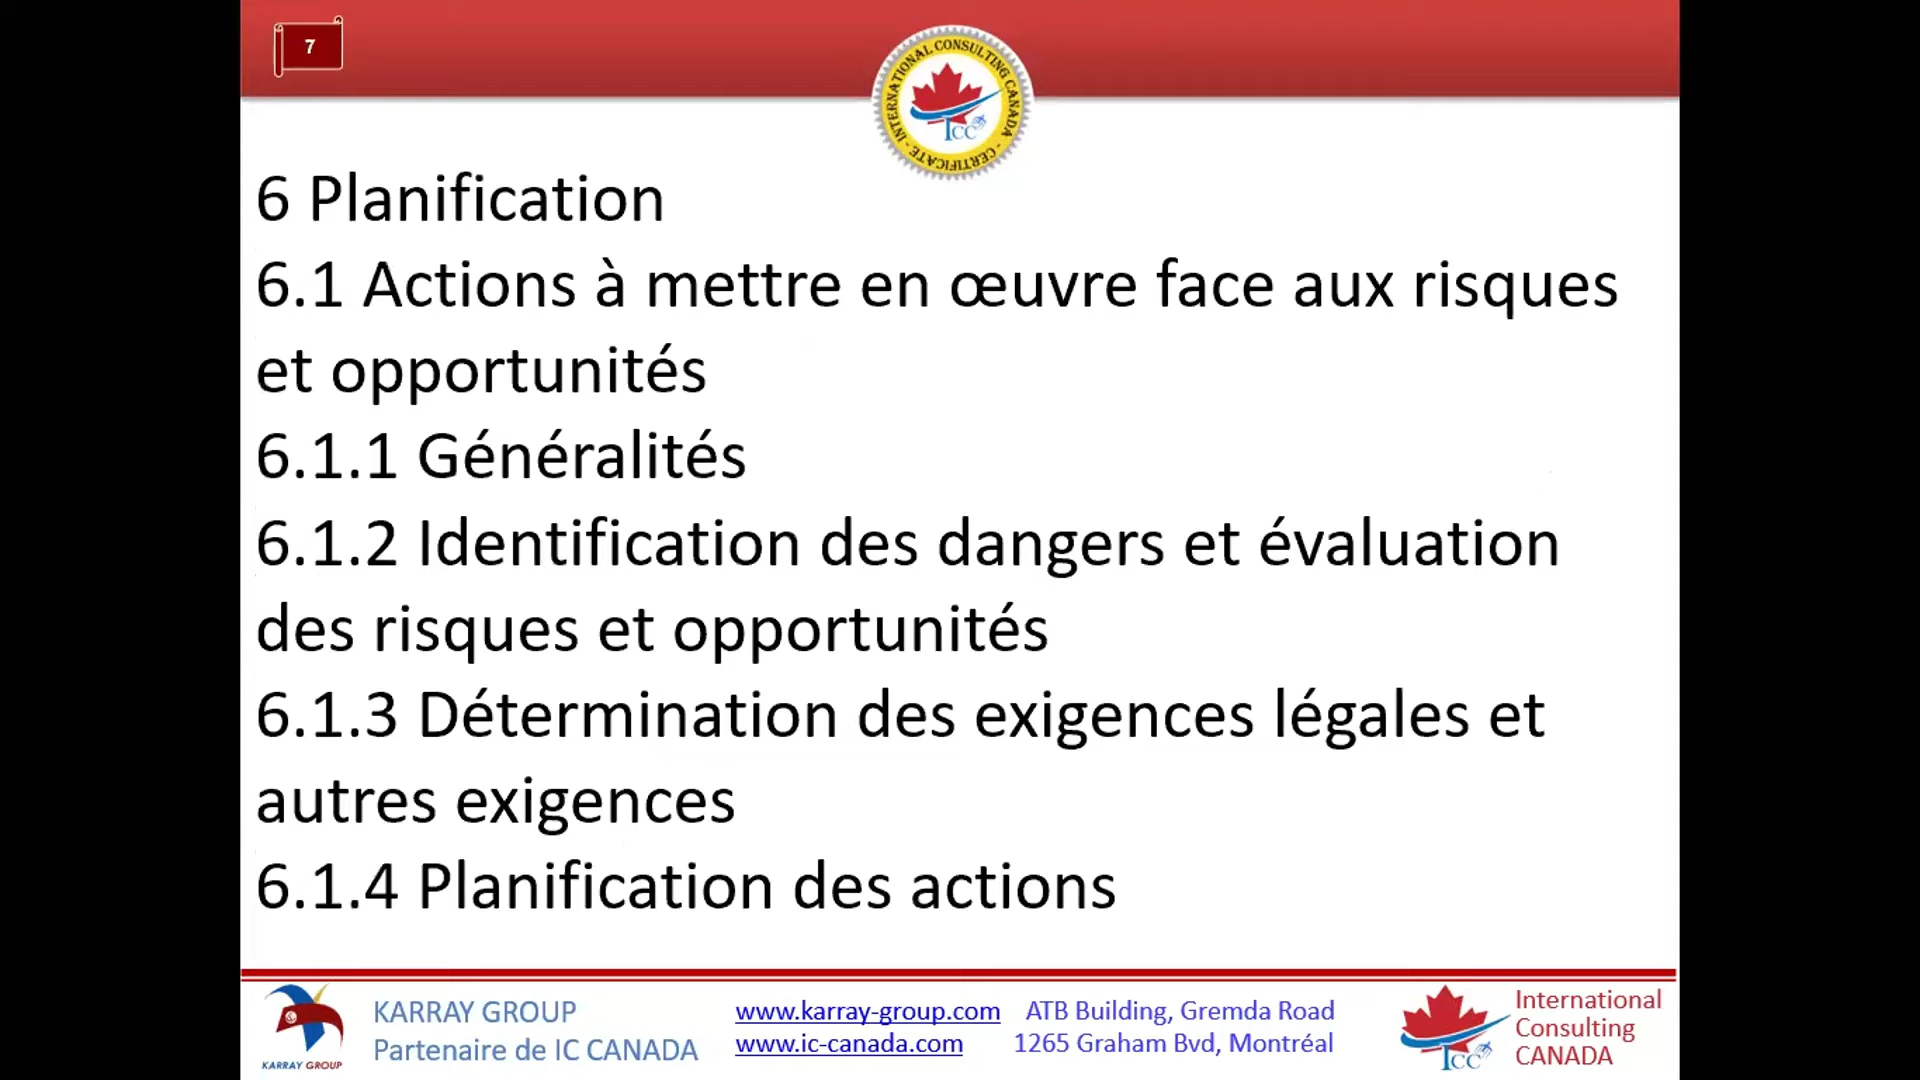 7
INTERNATIONAL CONSULTING CANADA
- CERTIFICATE -
ICC
6 Planification
6.1 Actions à mettre en œuvre face aux risques
et opportunités
6.1.1 Généralités
6.1.2 Identification des dangers et évaluation
des risques et opportunités
6.1.3 Détermination des exigences légales et
autres exigences
6.1.4 Planification des actions
KARRAY GROUP
KARRAY GROUP
Partenaire de IC CANADA
www.karray-group.com ATB Building, Gremda Road
www.ic-canada.com 1265 Graham Bvd, Montréal
ICC
International
Consulting
CANADA